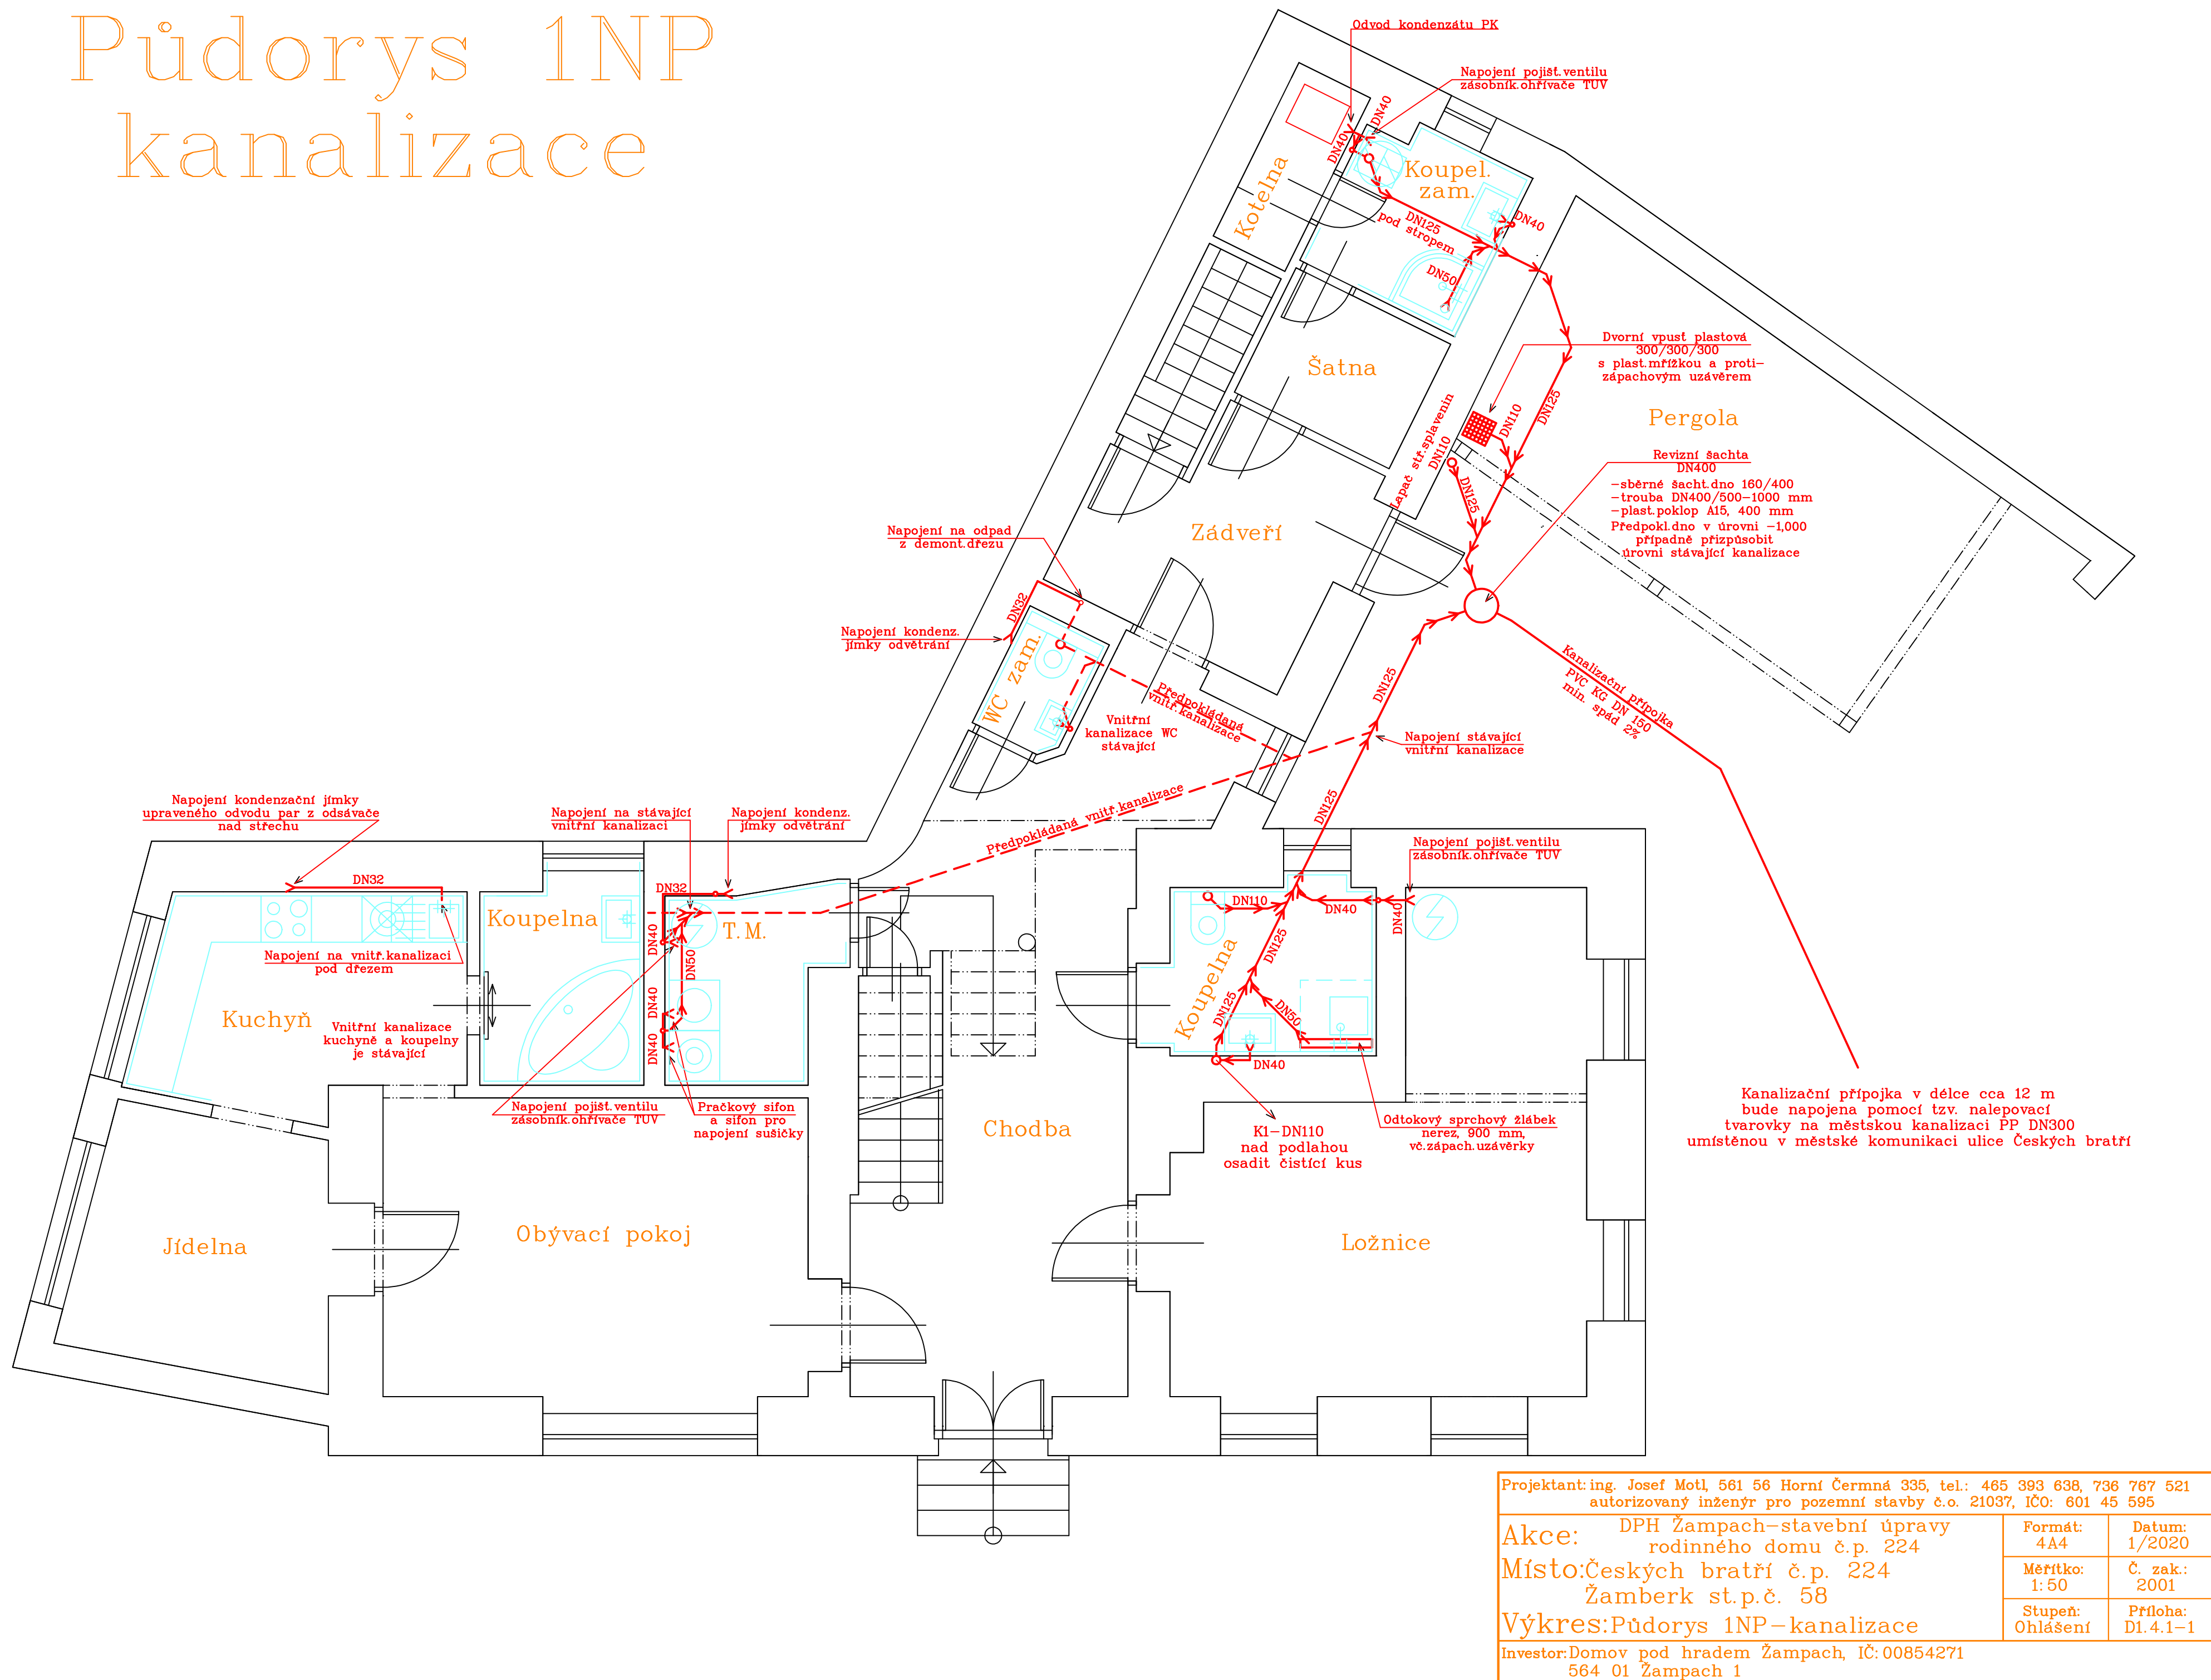 Půdorys 1NP
kanalizace
Odvod kondenzátu PK
Napojení pojišť.ventilu
zásobník.ohřívače TUV
DN40
DN40
Koupel.
zam.
Kotelna
DN125
pod stropem
DN40
DN50
Šatna
Dvorní vpusť plastová
300/300/300
s plast.mřížkou a proti-
zápachovým uzávěrem
Pergola
DN110
DN125
Lapač stř.splavenin
DN110
DN125
Revizní šachta
DN400
-sběrné šacht.dno 160/400
-trouba DN400/500-1000 mm
-plast.poklop A15, 400 mm
Předpokl.dno v úrovni -1,000
případně přizpůsobit
úrovni stávající kanalizace
Zádveří
Napojení na odpad
z demont.dřezu
DN32
Napojení kondenz.
jímky odvětrání
WC zam.
Předpokládaná
vnitř.kanalizace
Vnitřní
kanalizace WC
stávající
DN125
Kanalizační přípojka
PVC KG DN 150
min. spád 2%
Napojení stávající
vnitřní kanalizace
Napojení kondenzační jímky
upraveného odvodu par z odsávače
nad střechu
Napojení na stávající
vnitřní kanalizaci
Napojení kondenz.
jímky odvětrání
Předpokládaná vnitř.kanalizace
DN125
Napojení pojišť.ventilu
zásobník.ohřívače TUV
DN32
DN32
Koupelna
T.M.
DN40
DN50
DN110
DN40
DN40
DN125
Napojení na vnitř.kanalizaci
pod dřezem
Kuchyň
Vnitřní kanalizace
kuchyně a koupelny
je stávající
DN40
DN40
Koupelna
DN125
DN50
DN40
Napojení pojišť.ventilu
zásobník.ohřívače TUV
Pračkový sifon
a sifon pro
napojení sušičky
Chodba
K1-DN110
nad podlahou
osadit čistící kus
Odtokový sprchový žlábek
nerez, 900 mm,
vč.zápach.uzávěrky
Kanalizační přípojka v délce cca 12 m
bude napojena pomocí tzv. nalepovací
tvarovky na městskou kanalizaci PP DN300
umístěnou v městské komunikaci ulice Českých bratří
Jídelna
Obývací pokoj
Ložnice
Projektant: ing. Josef Motl, 561 56 Horní Čermná 335, tel.: 465 393 638, 736 767 521
autorizovaný inženýr pro pozemní stavby č.o. 21037, IČO: 601 45 595
Akce: DPH Žampach-stavební úpravy
rodinného domu č.p. 224
Místo: Českých bratří č.p. 224
Žamberk st.p.č. 58
Výkres: Půdorys 1NP-kanalizace
Formát:
4A4
Datum:
1/2020
Měřítko:
1:50
Č. zak.:
2001
Stupeň:
Ohlášení
Příloha:
D1.4.1-1
Investor: Domov pod hradem Žampach, IČ: 00854271
564 01 Žampach 1